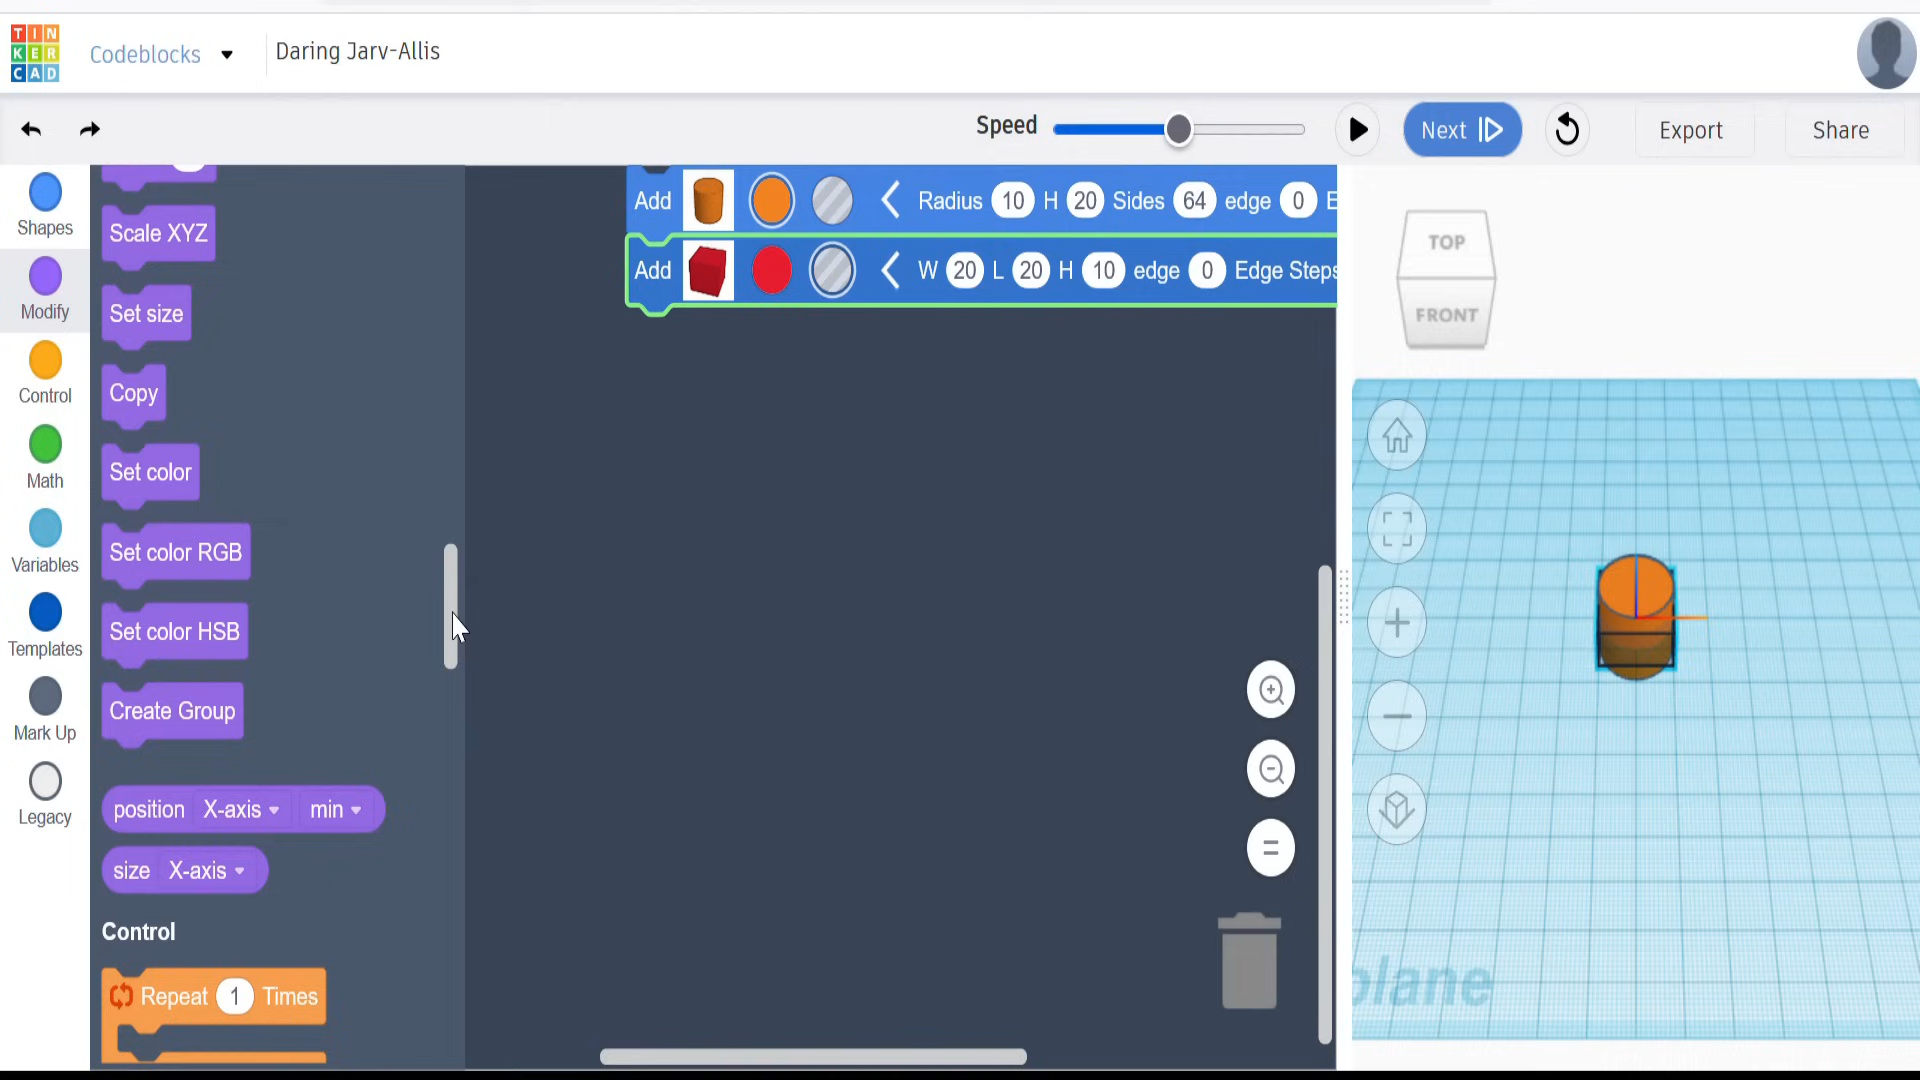 TIN
KER
CAD
Codeblocks
Daring Jarv-Allis
Speed
Next
Export
Share
Shapes
Modify
Control
Math
Variables
Templates
Mark Up
Legacy
Scale XYZ
Set size
Copy
Set color
Set color RGB
Set color HSB
Create Group
position X-axis min
size X-axis
Control
Repeat 1 Times
Add Radius 10 H 20 Sides 64 edge 0 E
Add W 20 L 20 H 10 edge 0 Edge Steps
TOP
FRONT
plane